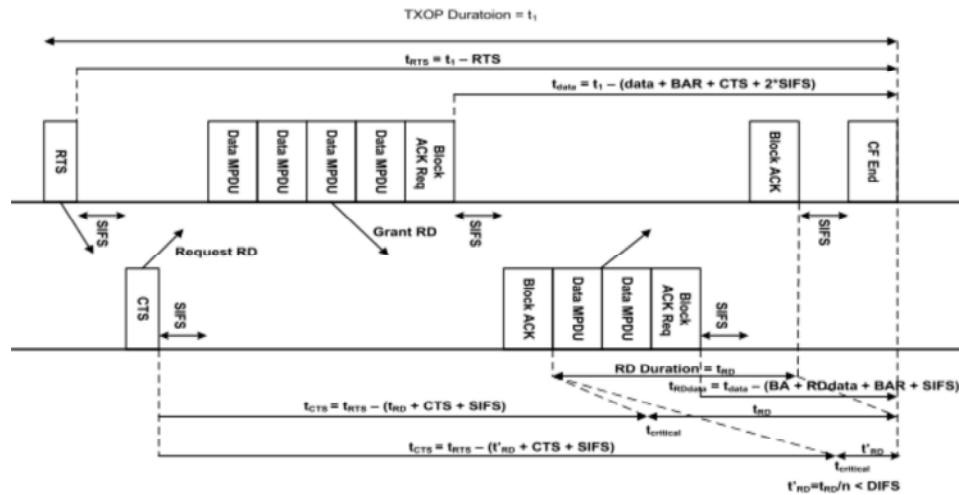 TXOP Duratoion = t₁
tRTS = t₁ – RTS
tdata = t₁ – (data + BAR + CTS + 2*SIFS)
RTS
Data MPDU
Data MPDU
Data MPDU
Data MPDU
Block ACK Req
Block ACK
CF End
SIFS
Request RD
Grant RD
SIFS
SIFS
CTS
SIFS
Block ACK
Data MPDU
Data MPDU
Block ACK Req
SIFS
RD Duration = tRD
tRDdata = tdata – (BA + RDdata + BAR + SIFS)
tCTS = tRTS – (tRD + CTS + SIFS)
tRD
tcritical
tCTS = tRTS – (t'RD + CTS + SIFS)
t'RD
tcritical
t'RD=tRD/n < DIFS